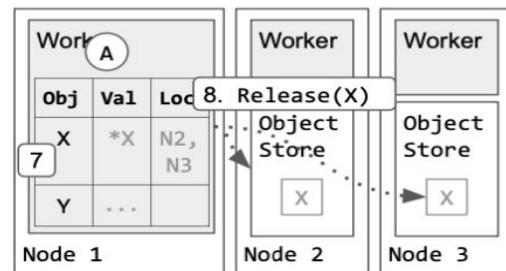 Work
A
Worker
Worker
Obj Val Loc
8. Release(X)
X *X N2,
N3
7
Y ...
Object
Store
X
Object
Store
X
Node 1
Node 2
Node 3